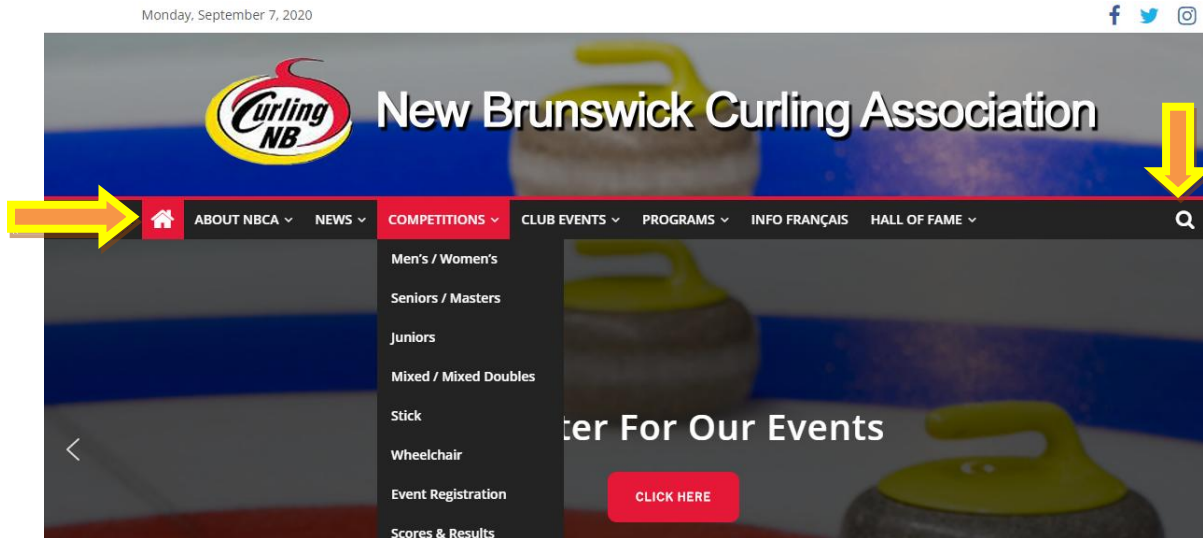 Monday, September 7, 2020
Curling
NB
New Brunswick Curling Association
ABOUT NBCA NEWS COMPETITIONS CLUB EVENTS PROGRAMS INFO FRANÇAIS HALL OF FAME
Men's / Women's
Seniors / Masters
Juniors
Mixed / Mixed Doubles
Stick
Wheelchair
Event Registration
Scores & Results
For Our Events
CLICK HERE